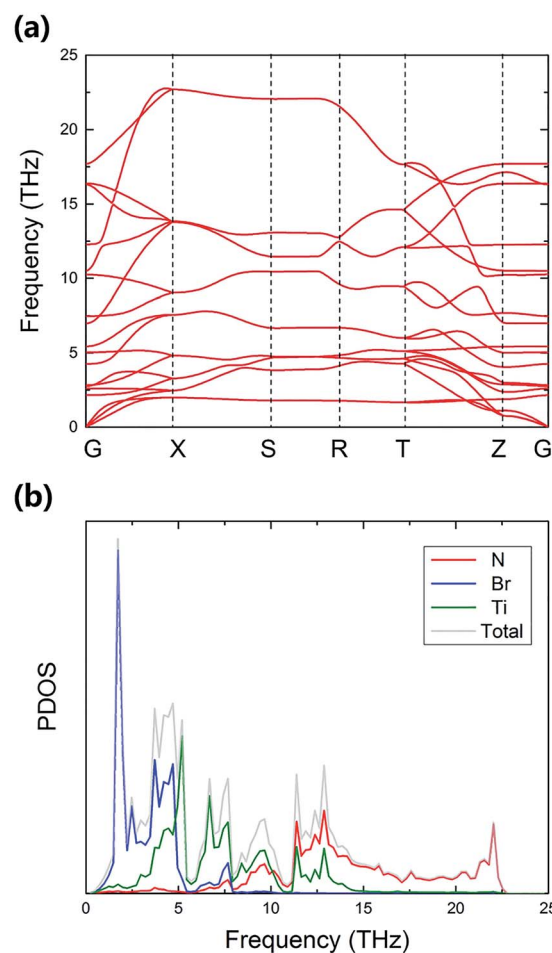 (a)
25
20
15
10
5
0
Frequency (THz)
G X S R T Z G
(b)
N
Br
Ti
Total
PDOS
0 5 10 15 20 25
Frequency (THz)